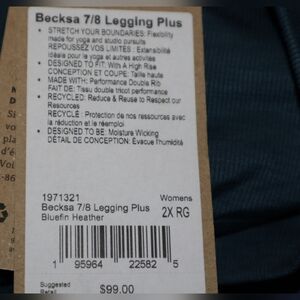 Becksa 7/8 Legging Plus
• STRETCH YOUR BOUNDARIES: Flexibility
made for yoga and studio pursuits
REPOUSSEZ VOS LIMITES : Extensibilité
idéale pour le yoga et autres activités
• DESIGNED TO FIT: With A High Rise
CONCEPTION ET COUPE: Taille haute
• MADE WITH: Performance Double Rib
FAIT DE: Tissu double tricot performance
• RECYCLED: Reduce & Reuse to Respect our
Resources
RECYCLÉ : Protection de nos ressources avec
la réduction et le réemploi
• DESIGNED TO BE: Moisture Wicking
DÉTAIL DE CONCEPTION: Évacue l'humidité
1971321
Womens
Becksa 7/8 Legging Plus
2X RG
Bluefin Heather
1 95964 22582 5
Suggested
Retail
$99.00